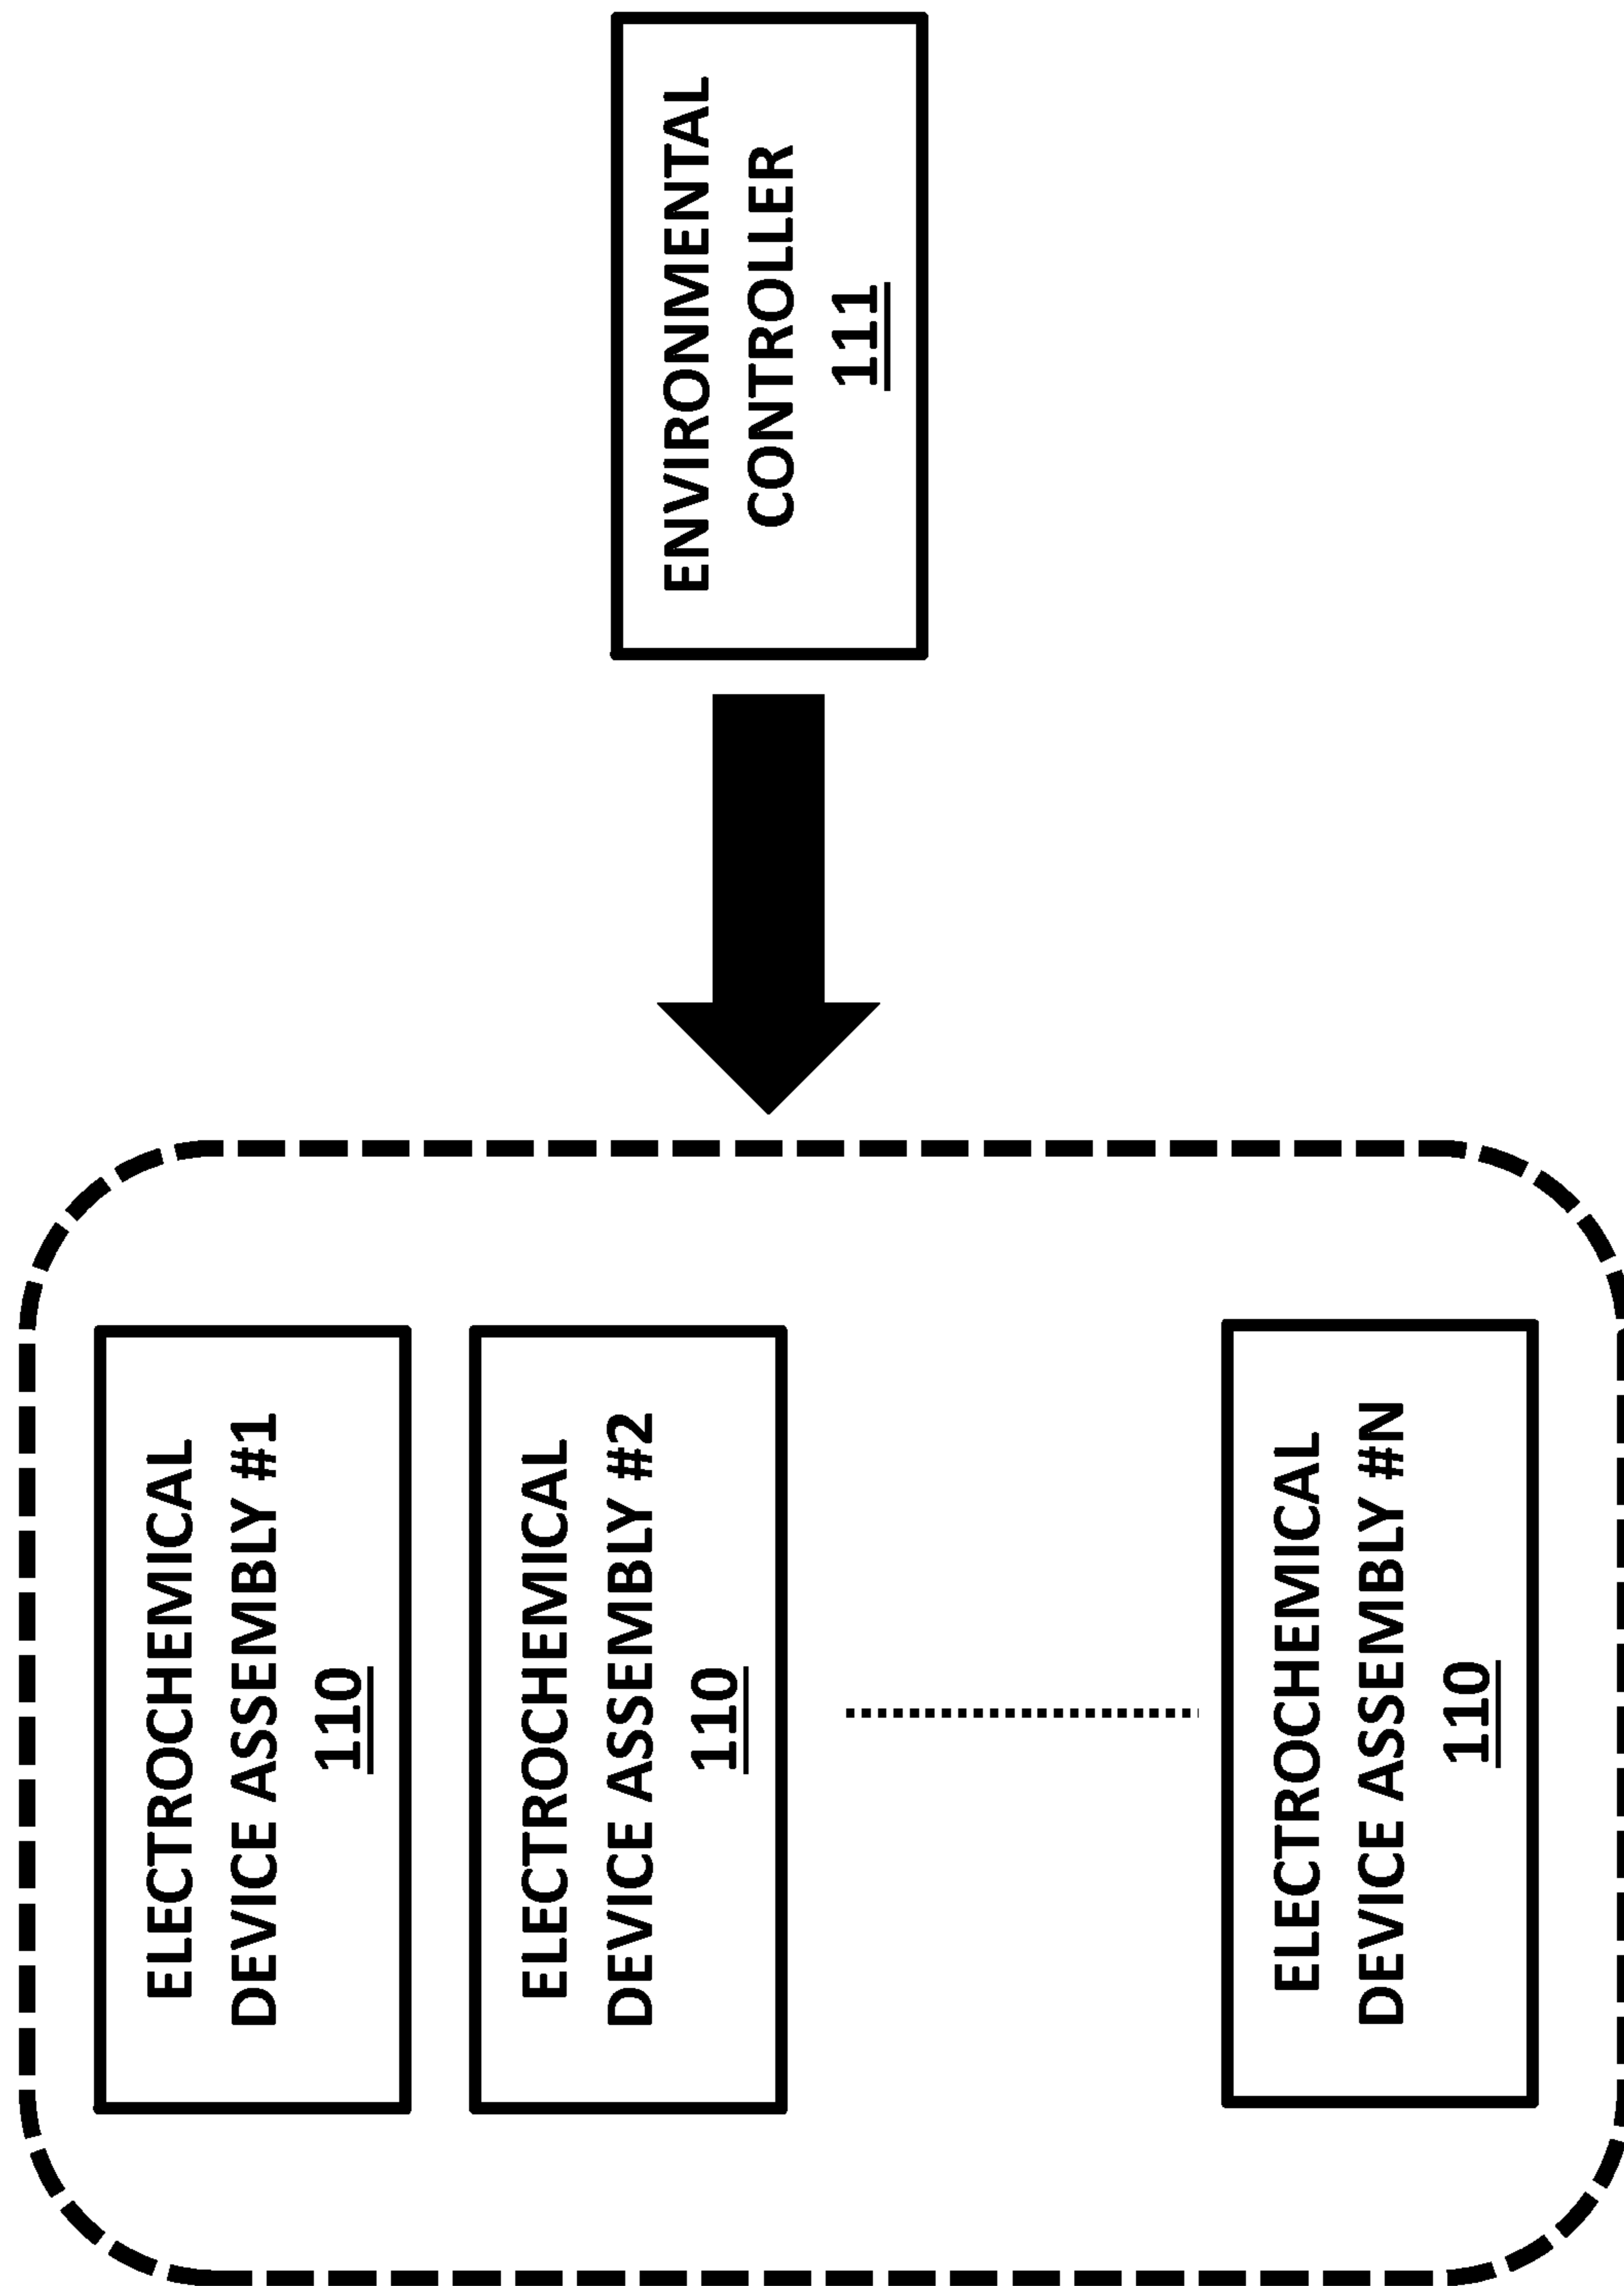 ELECTROCHEMICAL
DEVICE ASSEMBLY #1
110
ELECTROCHEMICAL
DEVICE ASSEMBLY #2
110
ELECTROCHEMICAL
DEVICE ASSEMBLY #N
110
ENVIRONMENTAL
CONTROLLER
111